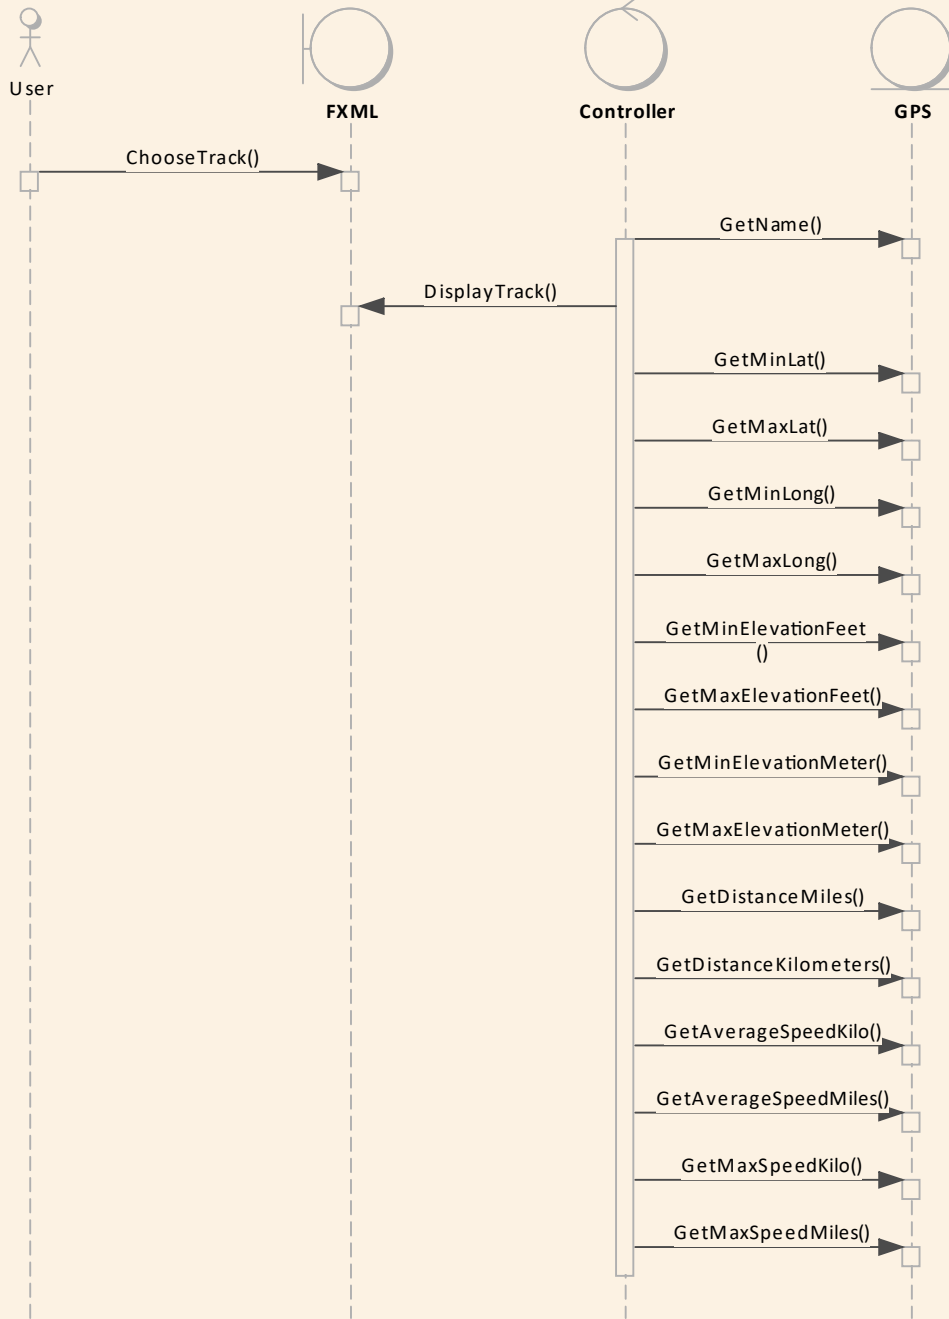 User
FXML
Controller
GPS
ChooseTrack()
GetName()
DisplayTrack()
GetMinLat()
GetMaxLat()
GetMinLong()
GetMaxLong()
GetMinElevationFeet
()
GetMaxElevationFeet()
GetMinElevationMeter()
GetMaxElevationMeter()
GetDistanceMiles()
GetDistanceKilometers()
GetAverageSpeedKilo()
GetAverageSpeedMiles()
GetMaxSpeedKilo()
GetMaxSpeedMiles()